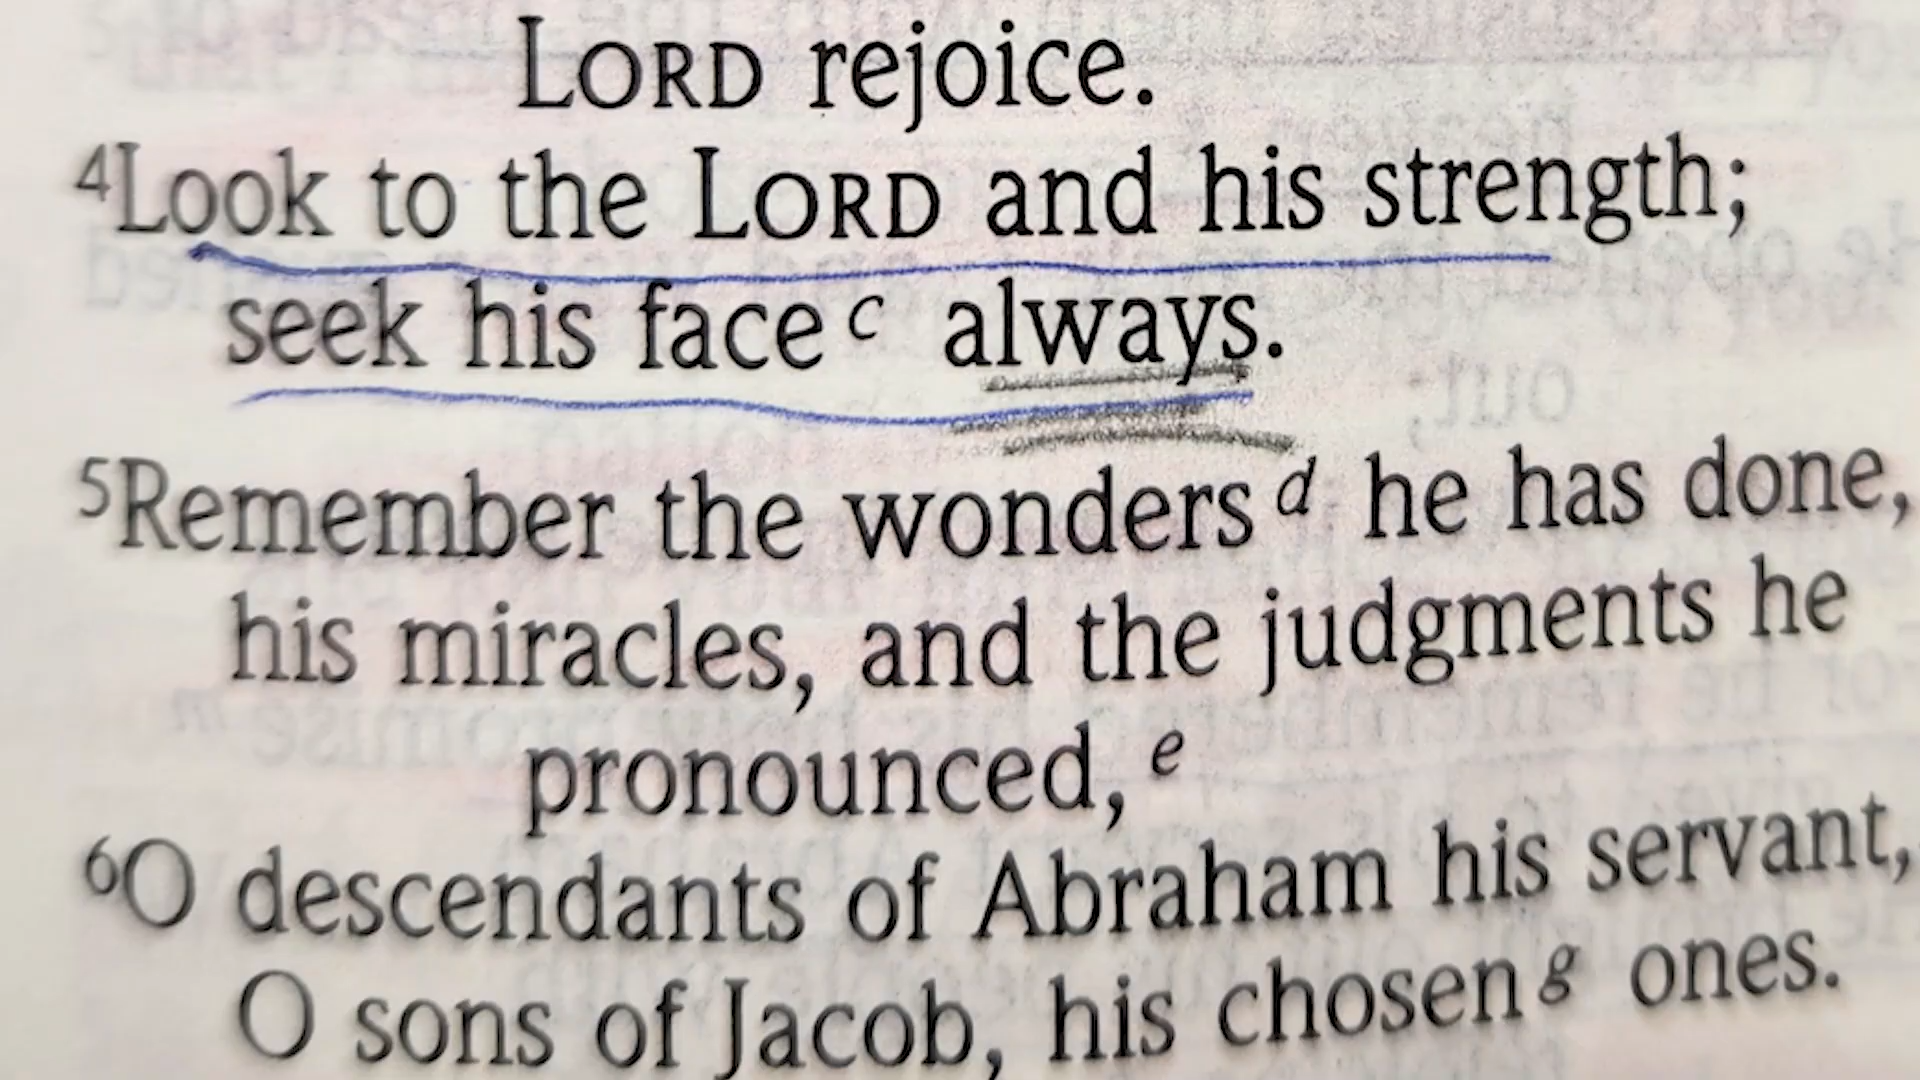 LORD rejoice.
4Look to the LORD and his strength;
seek his face c always.
5Remember the wonders d he has done,
his miracles, and the judgments he
pronounced, e
6O descendants of Abraham his servant,
O sons of Jacob, his chosen g ones.